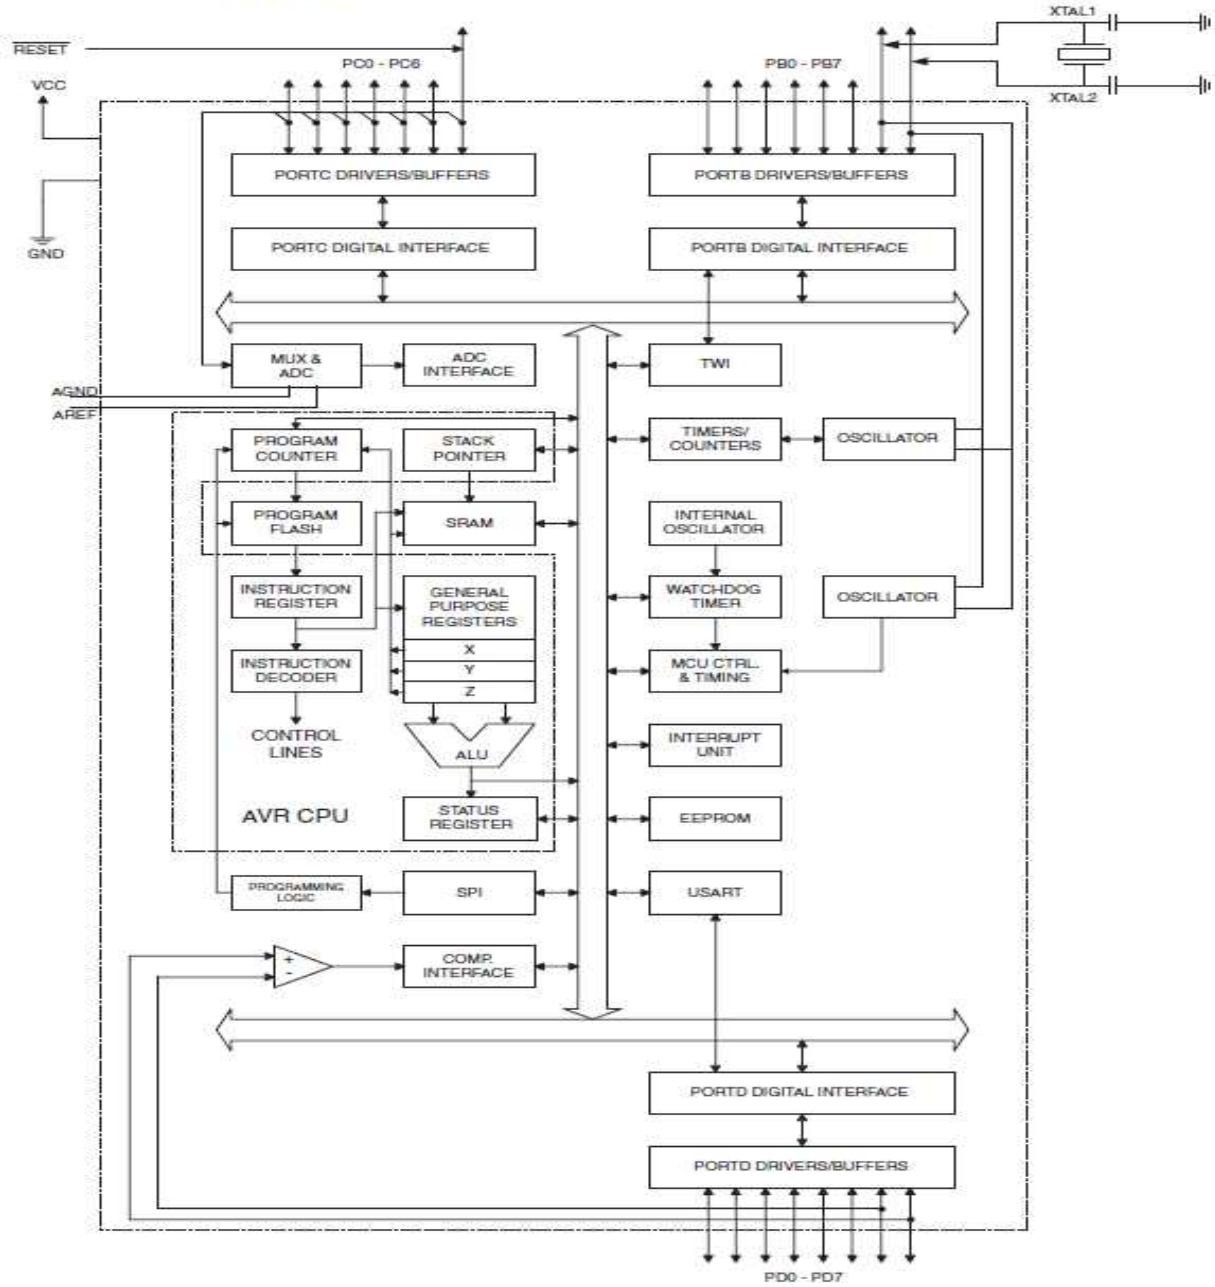 XTAL1
RESET
PC0 - PC6
PB0 - PB7
VCC
XTAL2
PORTC DRIVERS/BUFFERS
PORTB DRIVERS/BUFFERS
GND
PORTC DIGITAL INTERFACE
PORTB DIGITAL INTERFACE
MUX &
ADC
ADC
INTERFACE
TWI
AGND
AREF
PROGRAM
COUNTER
STACK
POINTER
TIMERS/
COUNTERS
OSCILLATOR
PROGRAM
FLASH
SRAM
INTERNAL
OSCILLATOR
INSTRUCTION
REGISTER
GENERAL
PURPOSE
REGISTERS
WATCHDOG
TIMER
OSCILLATOR
X
Y
Z
INSTRUCTION
DECODER
MCU CTRL.
& TIMING
CONTROL
LINES
ALU
INTERRUPT
UNIT
AVR CPU
STATUS
REGISTER
EEPROM
PROGRAMMING
LOGIC
SPI
USART
+
-
COMP.
INTERFACE
PORTD DIGITAL INTERFACE
PORTD DRIVERS/BUFFERS
PD0 - PD7